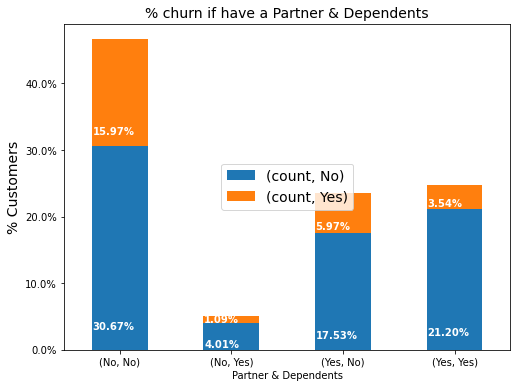 % churn if have a Partner & Dependents
% Customers
40.0%
30.0%
20.0%
10.0%
0.0%
15.97%
30.67%
1.09%
4.01%
5.97%
17.53%
3.54%
21.20%
(count, No)
(count, Yes)
(No, No) (No, Yes) (Yes, No) (Yes, Yes)
Partner & Dependents